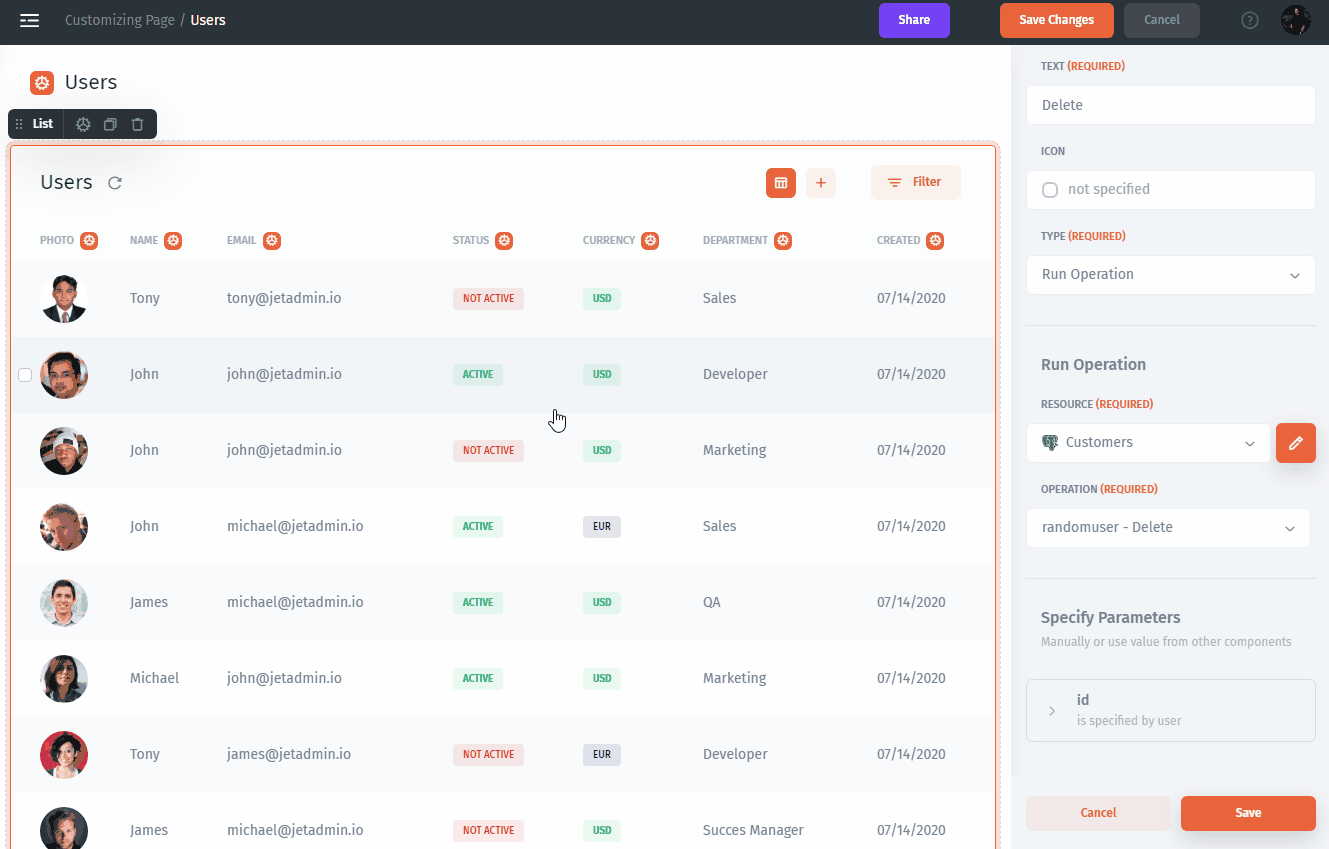 Customizing Page / Users
Share
Save Changes
Cancel
?
Users
List
Users
+
Filter
PHOTO NAME EMAIL STATUS CURRENCY DEPARTMENT CREATED
Tony tony@jetadmin.io NOT ACTIVE USD Sales 07/14/2020
John john@jetadmin.io ACTIVE USD Developer 07/14/2020
John john@jetadmin.io NOT ACTIVE USD Marketing 07/14/2020
John michael@jetadmin.io ACTIVE EUR Sales 07/14/2020
James michael@jetadmin.io ACTIVE USD QA 07/14/2020
Michael john@jetadmin.io ACTIVE USD Marketing 07/14/2020
Tony james@jetadmin.io NOT ACTIVE EUR Developer 07/14/2020
James michael@jetadmin.io NOT ACTIVE USD Succes Manager 07/14/2020
TEXT (REQUIRED)
Delete
ICON
not specified
TYPE (REQUIRED)
Run Operation
Run Operation
RESOURCE (REQUIRED)
Customers
OPERATION (REQUIRED)
randomuser - Delete
Specify Parameters
Manually or use value from other components
id
is specified by user
Cancel
Save